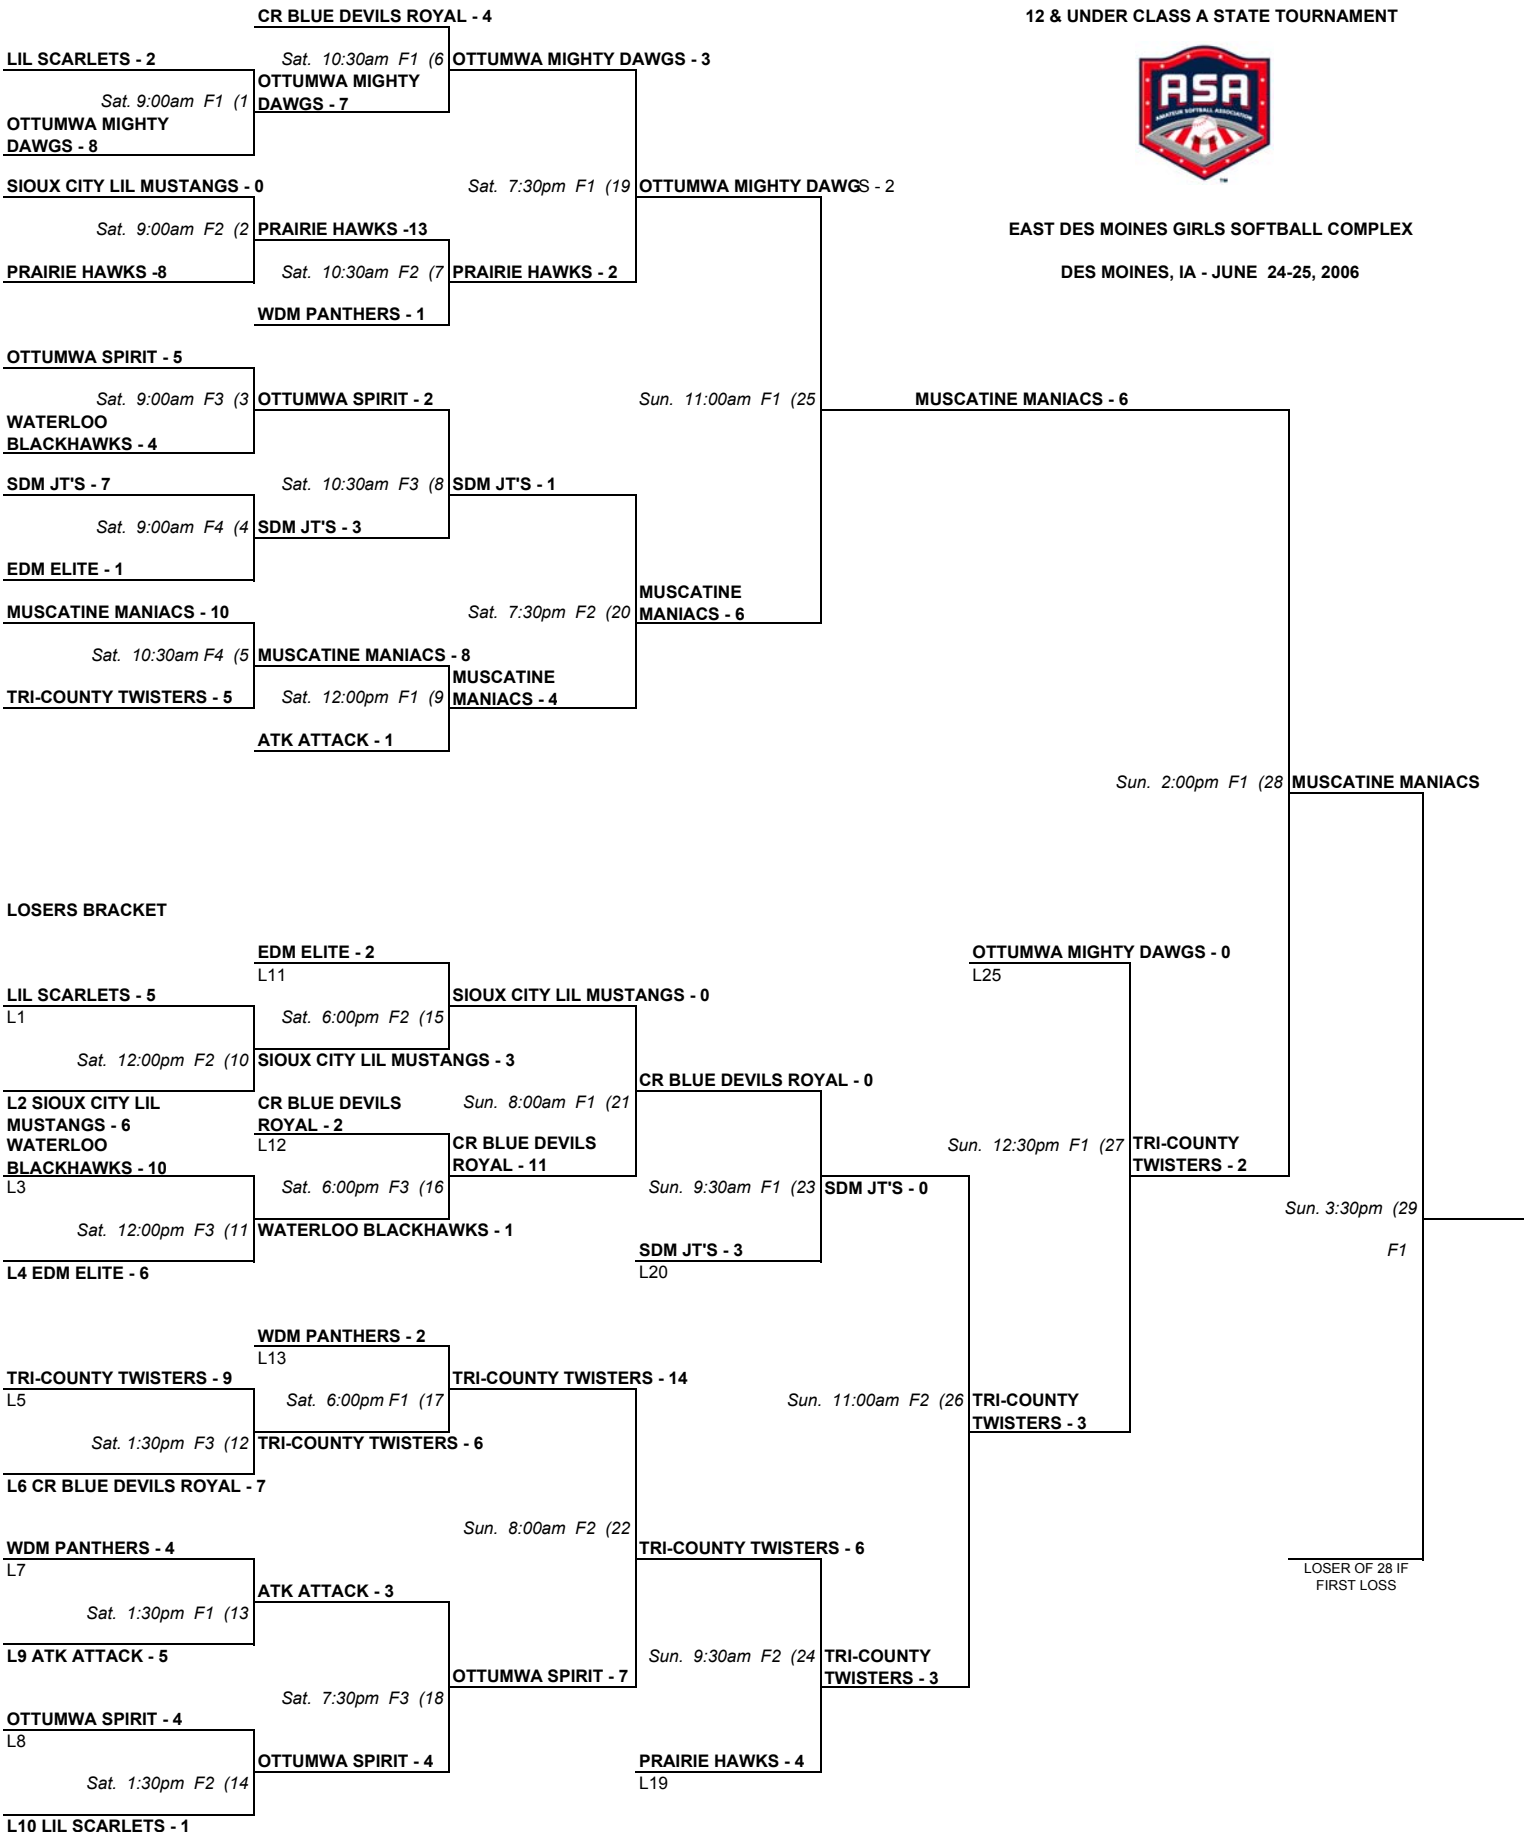 CR BLUE DEVILS ROYAL - 4
12 & UNDER CLASS A STATE TOURNAMENT
LIL SCARLETS - 2
Sat. 10:30am F1 (6
OTTUMWA MIGHTY DAWGS - 3
OTTUMWA MIGHTY
DAWGS - 7
Sat. 9:00am F1 (1
OTTUMWA MIGHTY
DAWGS - 8
ASA
AMATEUR SOFTBALL ASSOCIATION
TM
SIOUX CITY LIL MUSTANGS - 0
Sat. 7:30pm F1 (19
OTTUMWA MIGHTY DAWGS - 2
Sat. 9:00am F2 (2
PRAIRIE HAWKS -13
EAST DES MOINES GIRLS SOFTBALL COMPLEX
PRAIRIE HAWKS -8
Sat. 10:30am F2 (7
PRAIRIE HAWKS - 2
DES MOINES, IA - JUNE 24-25, 2006
WDM PANTHERS - 1
OTTUMWA SPIRIT - 5
Sat. 9:00am F3 (3
OTTUMWA SPIRIT - 2
Sun. 11:00am F1 (25
MUSCATINE MANIACS - 6
WATERLOO
BLACKHAWKS - 4
SDM JT'S - 7
Sat. 10:30am F3 (8
SDM JT'S - 1
Sat. 9:00am F4 (4
SDM JT'S - 3
EDM ELITE - 1
MUSCATINE MANIACS - 10
Sat. 7:30pm F2 (20
MUSCATINE
MANIACS - 6
Sat. 10:30am F4 (5
MUSCATINE MANIACS - 8
MUSCATINE
MANIACS - 4
TRI-COUNTY TWISTERS - 5
Sat. 12:00pm F1 (9
ATK ATTACK - 1
Sun. 2:00pm F1 (28
MUSCATINE MANIACS
LOSERS BRACKET
EDM ELITE - 2
OTTUMWA MIGHTY DAWGS - 0
L11
L25
LIL SCARLETS - 5
SIOUX CITY LIL MUSTANGS - 0
L1
Sat. 6:00pm F2 (15
Sat. 12:00pm F2 (10
SIOUX CITY LIL MUSTANGS - 3
CR BLUE DEVILS ROYAL - 0
L2 SIOUX CITY LIL
MUSTANGS - 6
CR BLUE DEVILS
ROYAL - 2
Sun. 8:00am F1 (21
WATERLOO
BLACKHAWKS - 10
L12
CR BLUE DEVILS
ROYAL - 11
Sun. 12:30pm F1 (27
TRI-COUNTY
TWISTERS - 2
L3
Sat. 6:00pm F3 (16
Sun. 9:30am F1 (23
SDM JT'S - 0
Sun. 3:30pm (29
Sat. 12:00pm F3 (11
WATERLOO BLACKHAWKS - 1
SDM JT'S - 3
F1
L4 EDM ELITE - 6
L20
WDM PANTHERS - 2
L13
TRI-COUNTY TWISTERS - 9
TRI-COUNTY TWISTERS - 14
L5
Sat. 6:00pm F1 (17
Sun. 11:00am F2 (26
TRI-COUNTY
TWISTERS - 3
Sat. 1:30pm F3 (12
TRI-COUNTY TWISTERS - 6
L6 CR BLUE DEVILS ROYAL - 7
Sun. 8:00am F2 (22
WDM PANTHERS - 4
TRI-COUNTY TWISTERS - 6
L7
LOSER OF 28 IF
FIRST LOSS
ATK ATTACK - 3
Sat. 1:30pm F1 (13
L9 ATK ATTACK - 5
Sun. 9:30am F2 (24
TRI-COUNTY
TWISTERS - 3
OTTUMWA SPIRIT - 7
Sat. 7:30pm F3 (18
OTTUMWA SPIRIT - 4
L8
OTTUMWA SPIRIT - 4
PRAIRIE HAWKS - 4
Sat. 1:30pm F2 (14
L19
L10 LIL SCARLETS - 1